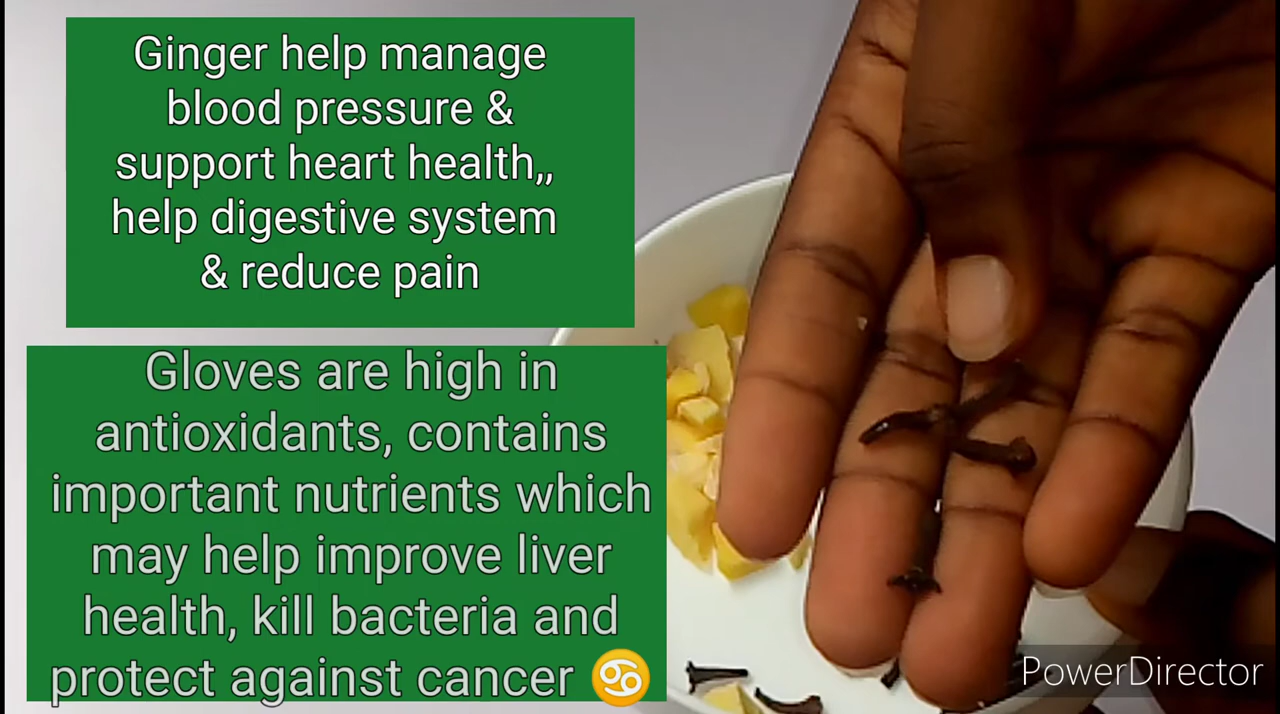 Ginger help manage
blood pressure &
support heart health,,
help digestive system
& reduce pain
Gloves are high in
antioxidants, contains
important nutrients which
may help improve liver
health, kill bacteria and
protect against cancer ♋
PowerDirector